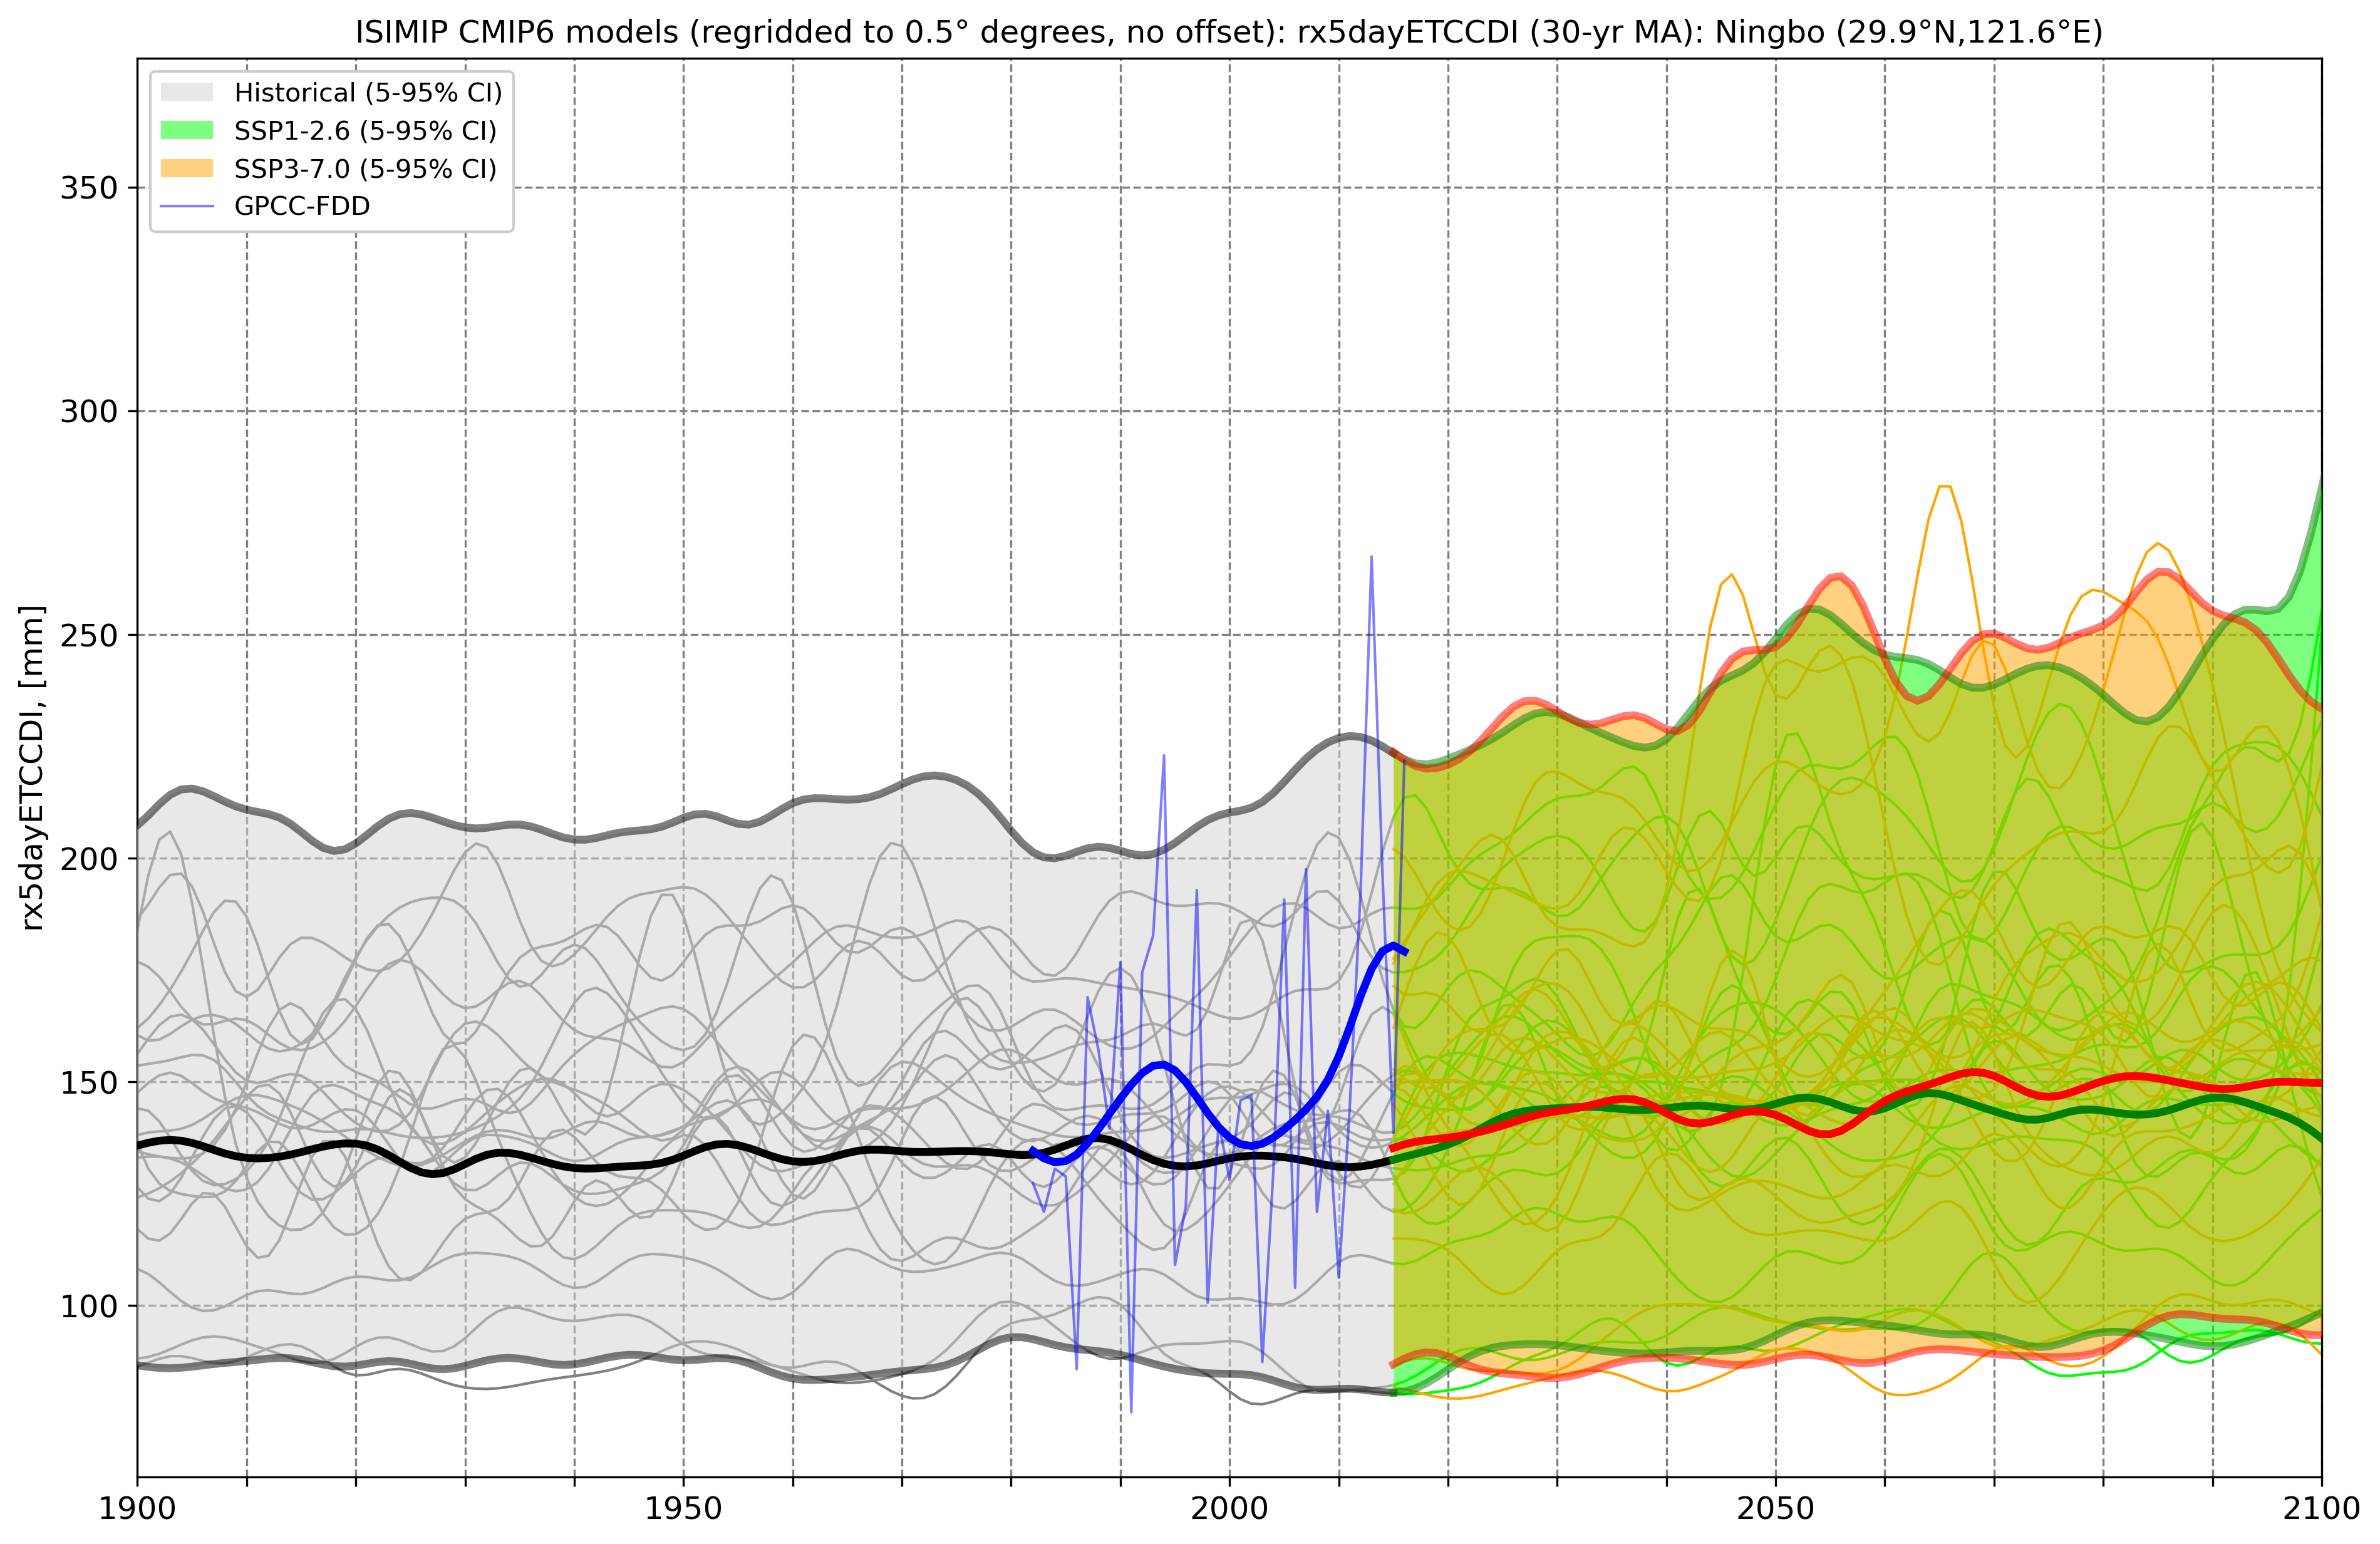 ISIMIP CMIP6 models (regridded to 0.5° degrees, no offset): rx5dayETCCDI (30-yr MA): Ningbo (29.9°N,121.6°E)
Historical (5-95% CI)
SSP1-2.6 (5-95% CI)
SSP3-7.0 (5-95% CI)
GPCC-FDD
rx5dayETCCDI, [mm]
350
300
250
200
150
100
1900
1950
2000
2050
2100